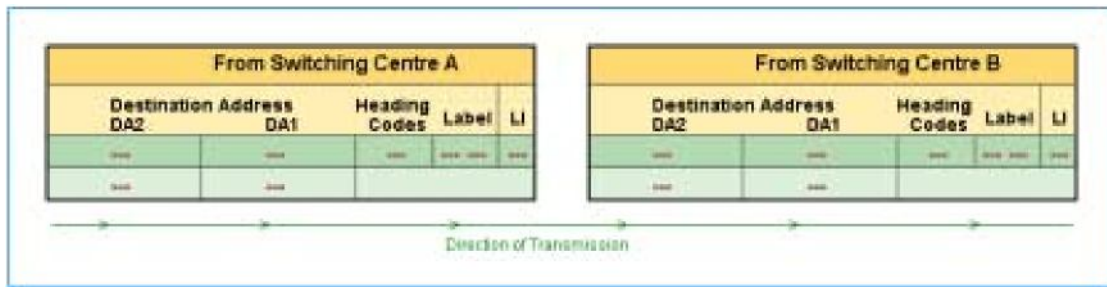 From Switching Centre A
Destination Address Heading
DA2 DA1 Codes Label LI
--- --- --- --- --- ---
--- ---
From Switching Centre B
Destination Address Heading
DA2 DA1 Codes Label LI
--- --- --- --- --- ---
--- ---
Direction of Transmission